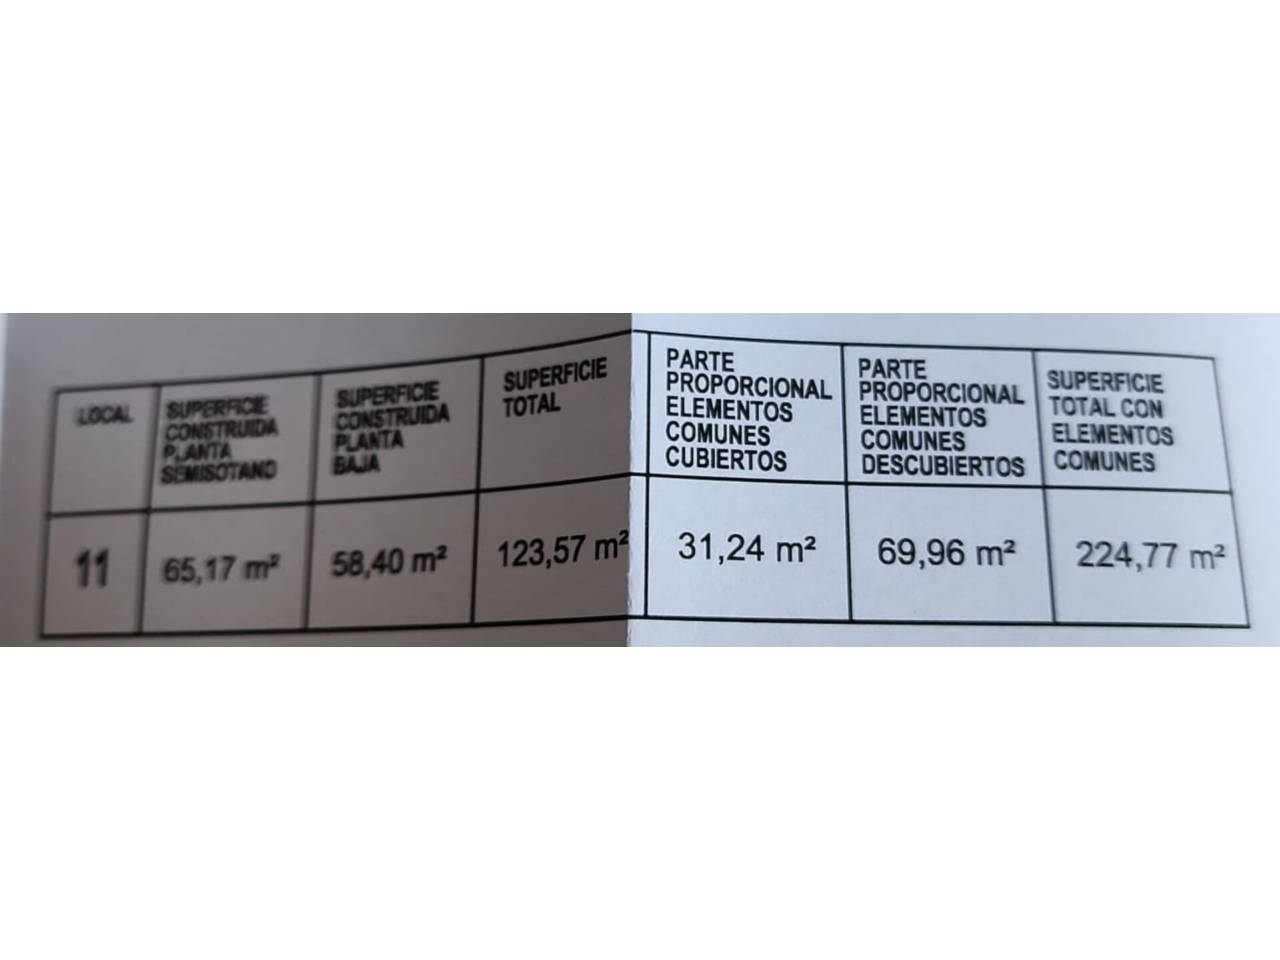 LOCAL
SUPERFICIE
CONSTRUIDA
PLANTA
SEMISOTANO
SUPERFICIE
CONSTRUIDA
PLANTA
BAJA
SUPERFICIE
TOTAL
PARTE
PROPORCIONAL
ELEMENTOS
COMUNES
CUBIERTOS
PARTE
PROPORCIONAL
ELEMENTOS
COMUNES
DESCUBIERTOS
SUPERFICIE
TOTAL CON
ELEMENTOS
COMUNES
11
65,17 m²
58,40 m²
123,57 m²
31,24 m²
69,96 m²
224,77 m²